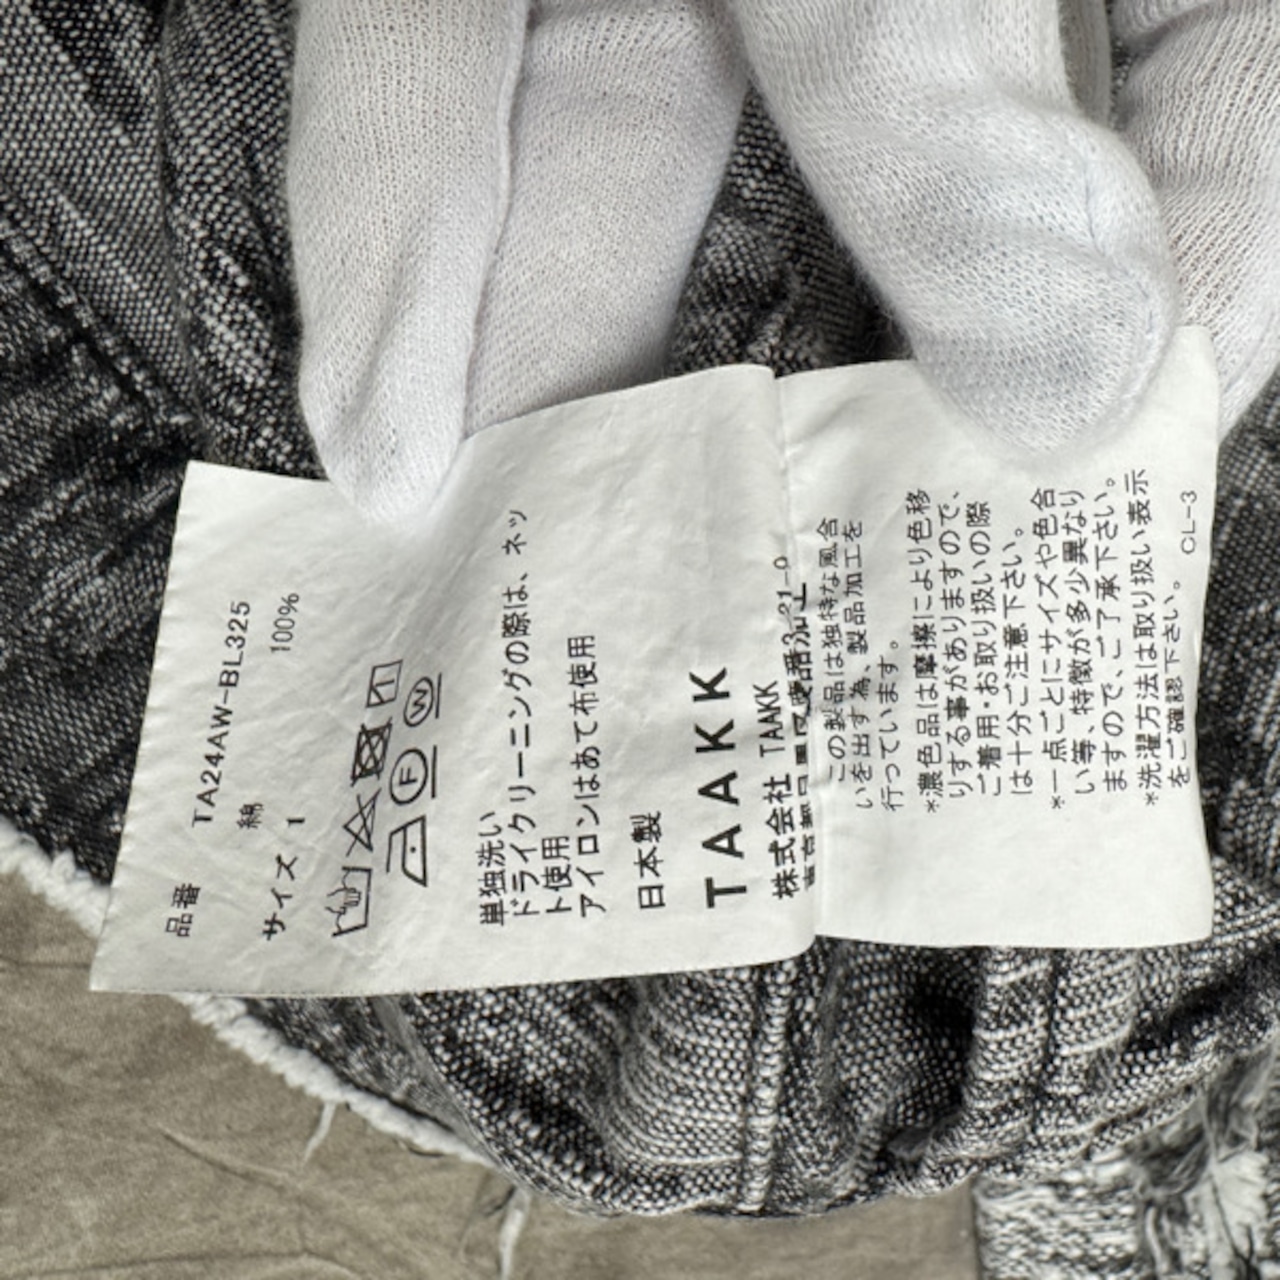 品番 TA24AW-BL325
綿 100%
サイズ 1
F
W
単独洗い
ドライクリーニングの際は、ネッ
ト使用
アイロンはあて布使用
日本製
TAAKK
株式会社 TAAKK
この製品は独特な風合
いを出す為、製品加工を
行っています。
*濃色品は摩擦により色移
りする事がありますので、
ご着用・お取り扱いの際
は十分ご注意下さい。
*一点ごとにサイズや色合
い等、特徴が多少異なり
ますので、ご了承下さい。
*洗濯方法は取り扱い表示
をご確認下さい。
CL-3